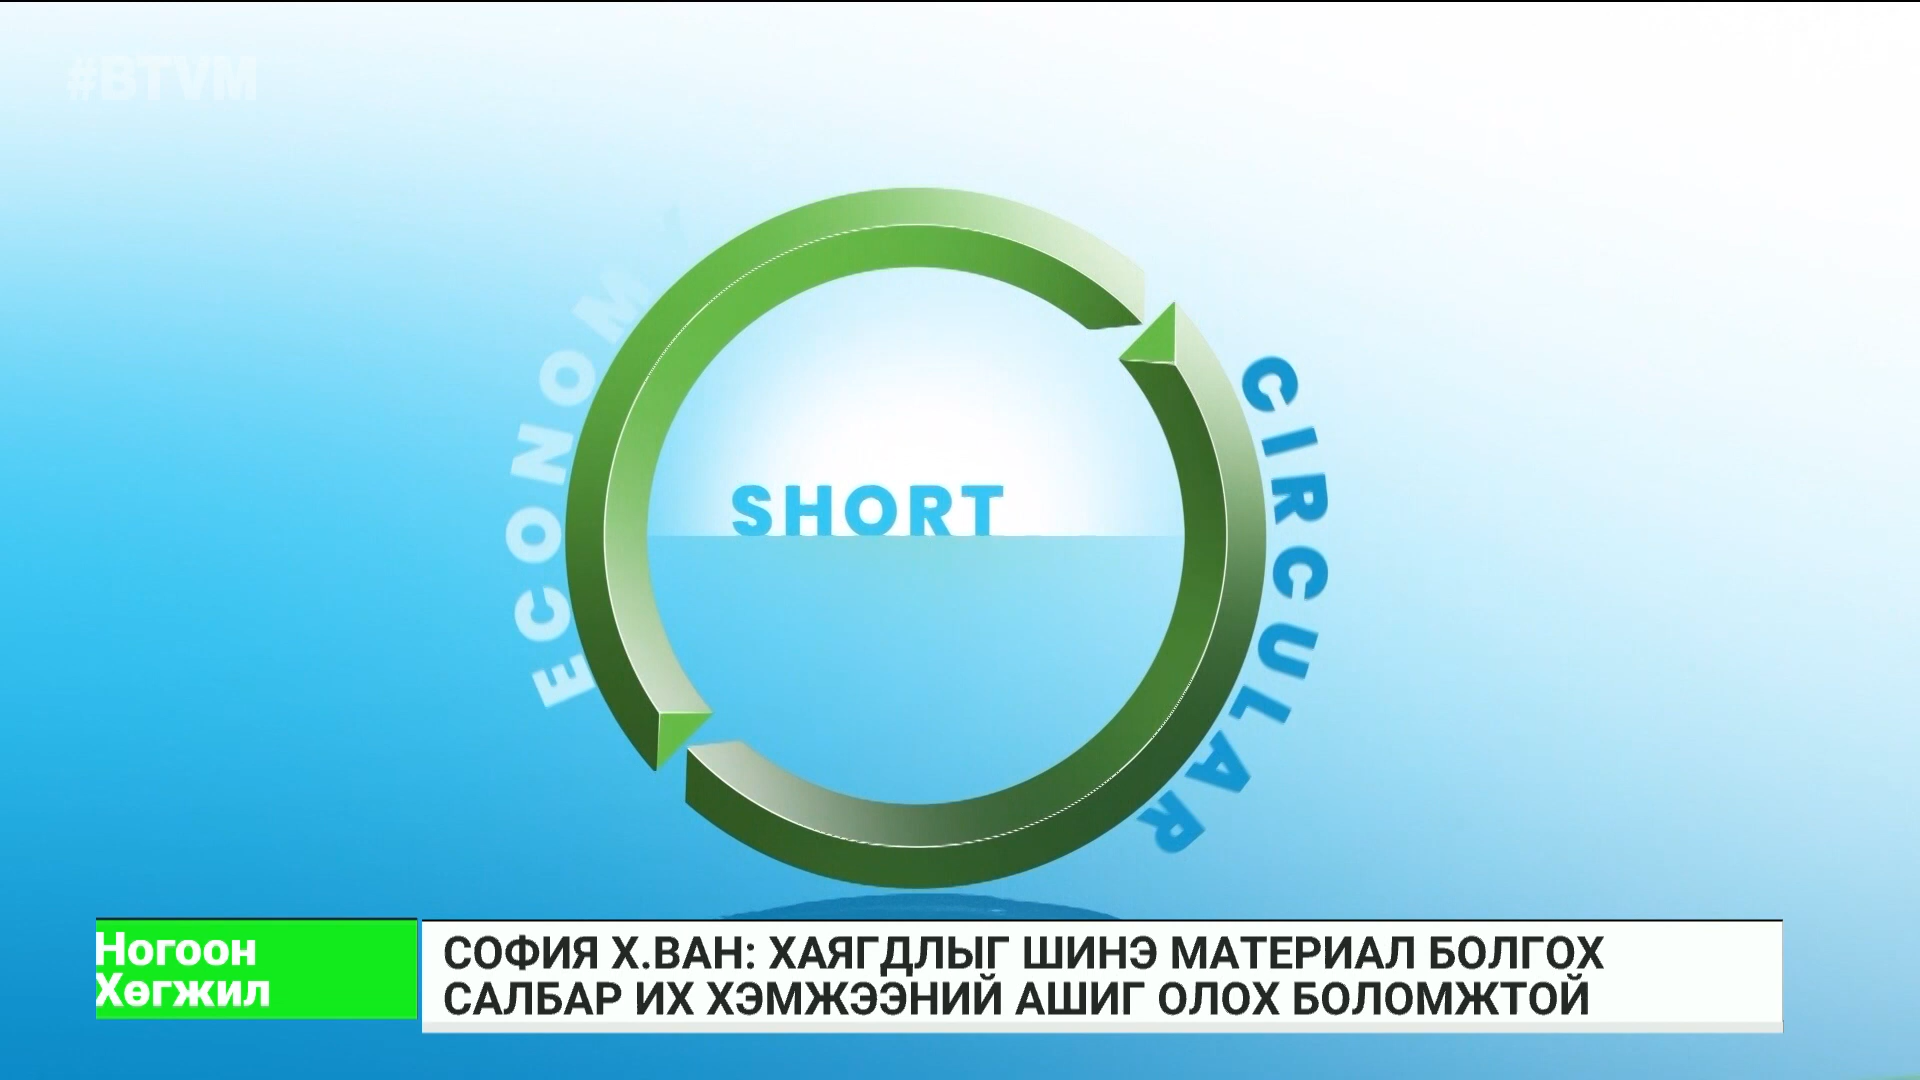 #BTVM
ECONOMY
SHORT
CIRCULAR
Ногоон
Хөгжил
СОФИЯ Х.ВАН: ХАЯГДЛЫГ ШИНЭ МАТЕРИАЛ БОЛГОХ
САЛБАР ИХ ХЭМЖЭЭНИЙ АШИГ ОЛОХ БОЛОМЖТОЙ